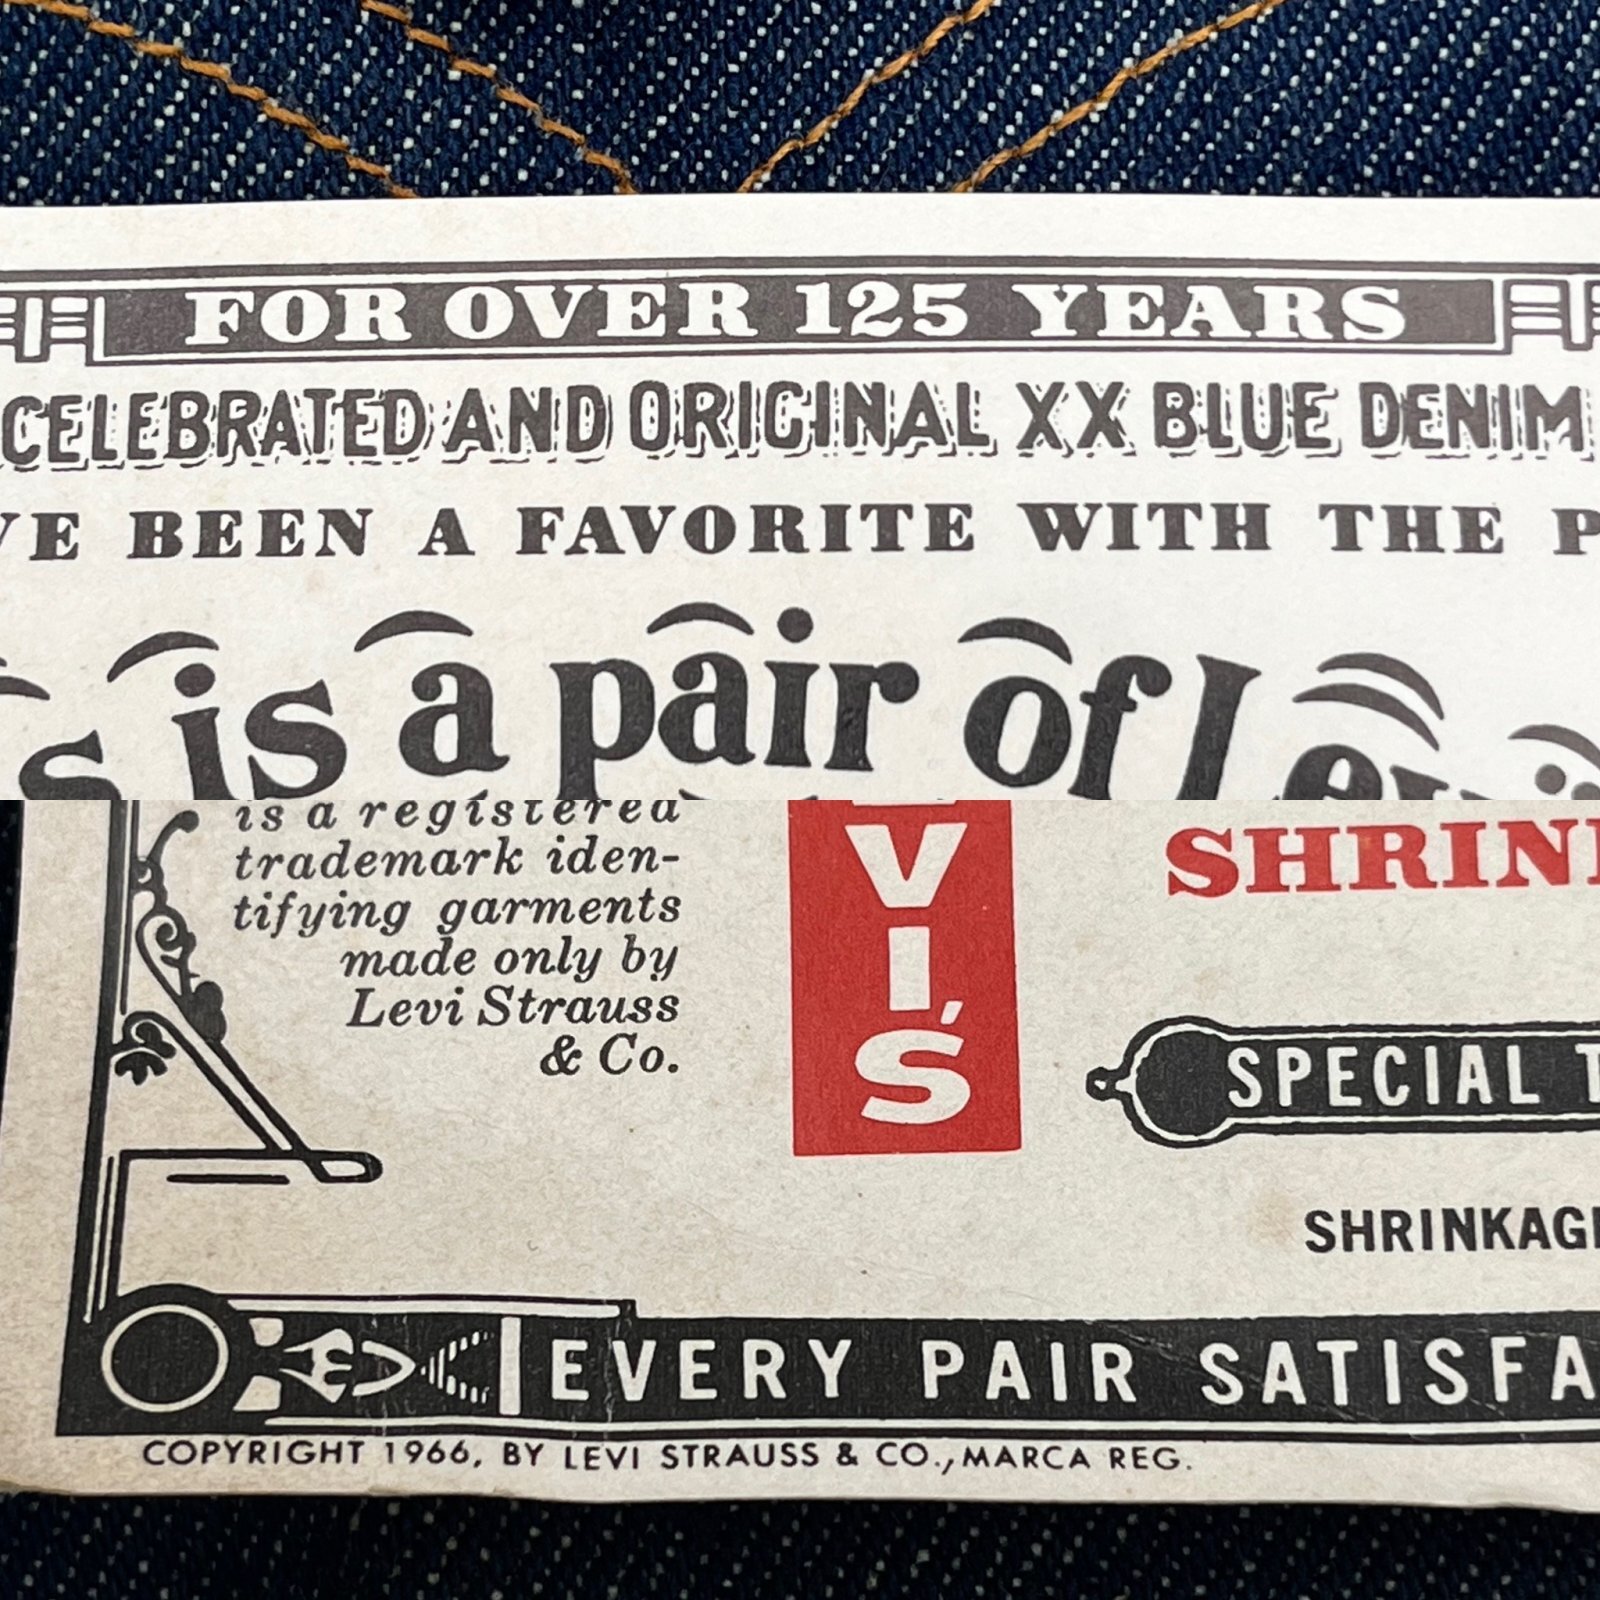 FOR OVER 125 YEARS
CELEBRATED AND ORIGINAL XX BLUE DENIM
BEEN A FAVORITE WITH THE
is a pair of
is a registered
trademark iden-
tifying garments
made only by
Levi Strauss
& Co.
VI'S
SPECIAL
EVERY PAIR
COPYRIGHT 1966, BY LEVI STRAUSS & CO., MARCA REG.